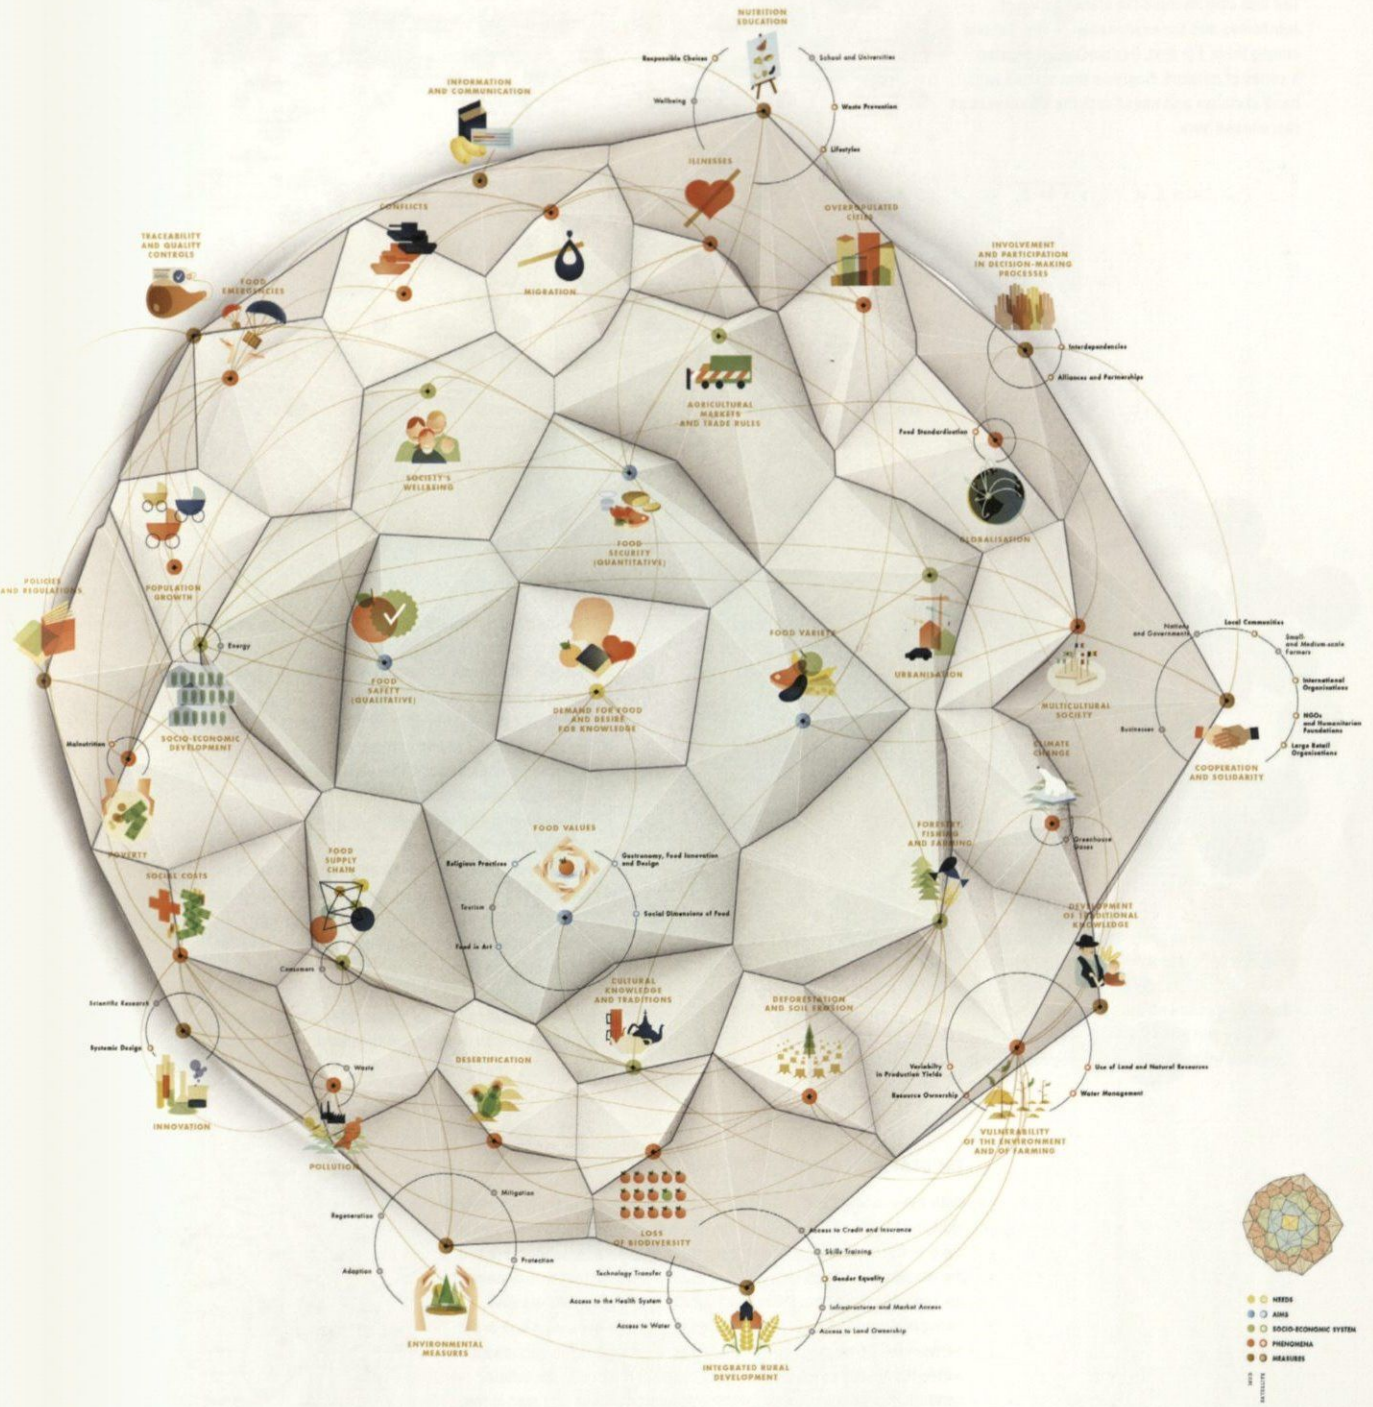 NUTRITION
EDUCATION
Responsible Choices
School and Universities
Wellbeing
Waste Prevention
Lifestyles
INFORMATION
AND COMMUNICATION
ILLNESSES
CONFLICTS
OVERPOPULATED
CITIES
TRACEABILITY
AND QUALITY
CONTROLS
INVOLVEMENT
AND PARTICIPATION
IN DECISION-MAKING
PROCESSES
FOOD
EMERGENCIES
MIGRATION
Interdependencies
Alliances and Partnerships
AGRICULTURAL
MARKETS
AND TRADE RULES
Food Standardisation
SOCIETY'S
WELLBEING
GLOBALISATION
FOOD
SECURITY
(QUANTITATIVE)
POLICIES
AND REGULATIONS
POPULATION
GROWTH
Energy
FOOD VARIETY
Nations
and Governments
Local Communities
Small-
and Medium-scale
Farmers
International
Organisations
NGOs
and Humanitarian
Foundations
Large Retail
Organisations
Businesses
COOPERATION
AND SOLIDARITY
URBANISATION
FOOD
SAFETY
(QUALITATIVE)
DEMAND FOR FOOD
AND DESIRE
FOR KNOWLEDGE
MULTICULTURAL
SOCIETY
SOCIO-ECONOMIC
DEVELOPMENT
Malnutrition
CLIMATE
CHANGE
POVERTY
FOOD VALUES
FORESTRY,
FISHING
AND FARMING
Greenhouse
Gases
FOOD
SUPPLY
CHAIN
Religious Practices
Gastronomy, Food Innovation
and Design
SOCIAL COSTS
Tourism
Social Dimensions of Food
Food in Art
DEVELOPMENT
OF TRADITIONAL
KNOWLEDGE
Consumers
CULTURAL
KNOWLEDGE
AND TRADITIONS
DEFORESTATION
AND SOIL EROSION
Scientific Research
Systemic Design
DESERTIFICATION
Waste
Variability
in Production Yields
Use of Land and Natural Resources
Resource Ownership
Water Management
INNOVATION
VULNERABILITY
OF THE ENVIRONMENT
AND OF FARMING
POLLUTION
Mitigation
Regeneration
LOSS
OF BIODIVERSITY
Access to Credit and Insurance
Skills Training
Protection
Adaption
Technology Transfer
Gender Equality
Access to the Health System
Infrastructures and Market Access
Access to Water
Access to Land Ownership
ENVIRONMENTAL
MEASURES
INTEGRATED RURAL
DEVELOPMENT
NEEDS
AIMS
SOCIO-ECONOMIC SYSTEM
PHENOMENA
MEASURES